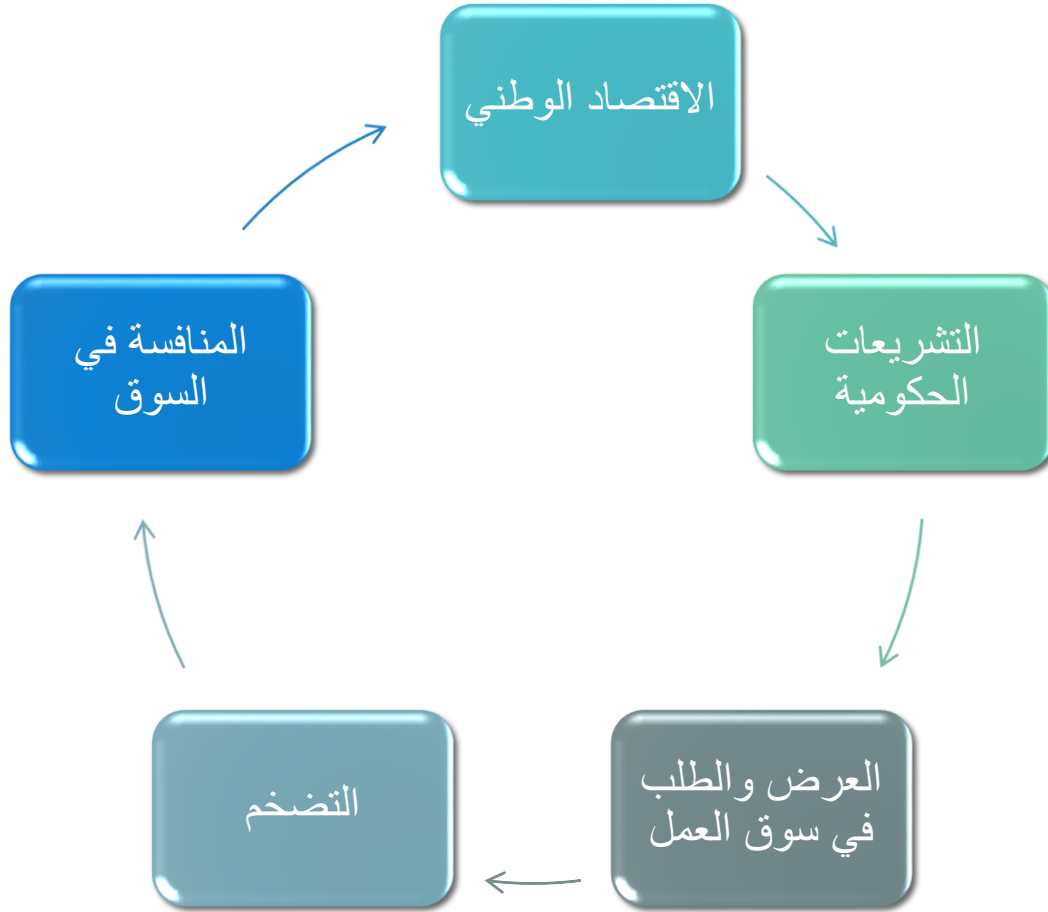 الاقتصاد الوطني
التشريعات
الحكومية
العرض والطلب
في سوق العمل
التضخم
المنافسة في
السوق